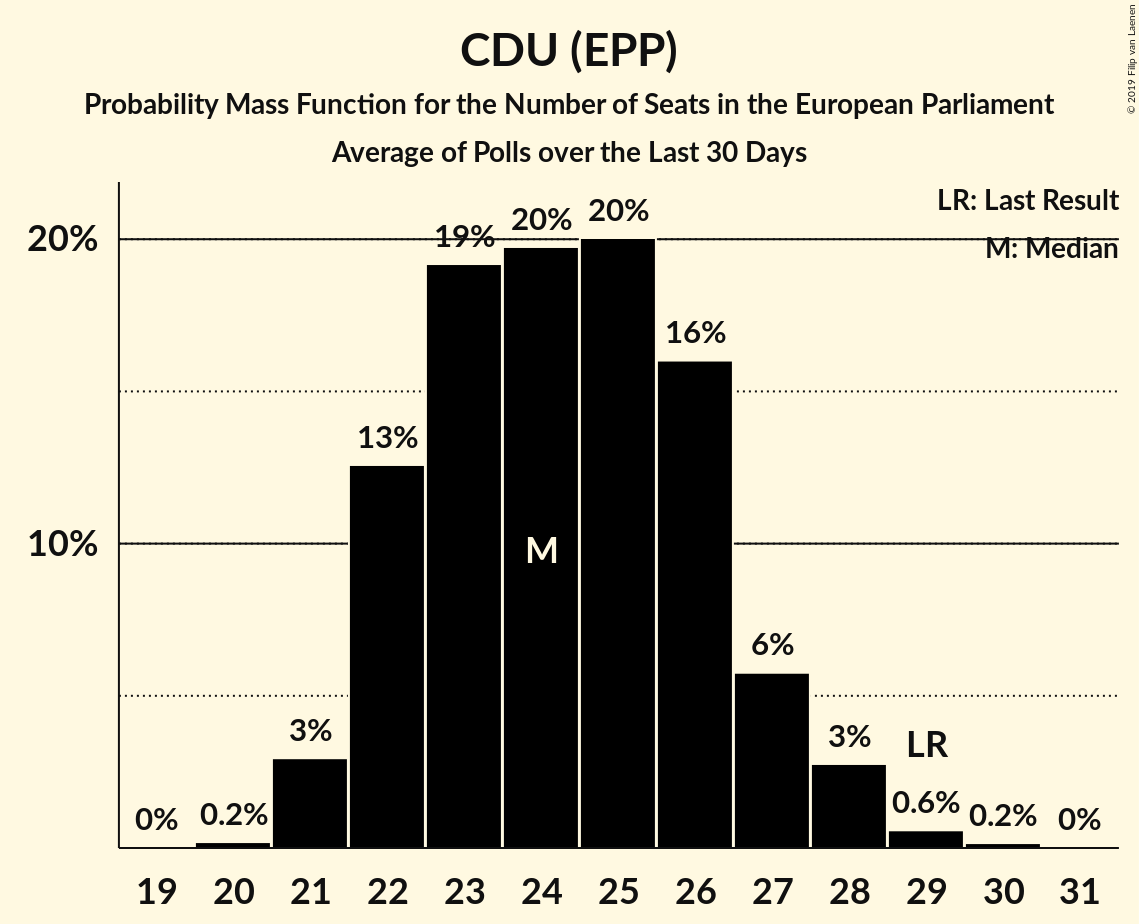 CDU (EPP)
Probability Mass Function for the Number of Seats in the European Parliament
Average of Polls over the Last 30 Days
© 2019 Filip van Laenen
LR: Last Result
M: Median
20%
10%
0%
0.2%
3%
13%
19%
20%
20%
16%
6%
3%
0.6%
0.2%
0%
M
LR
19 20 21 22 23 24 25 26 27 28 29 30 31